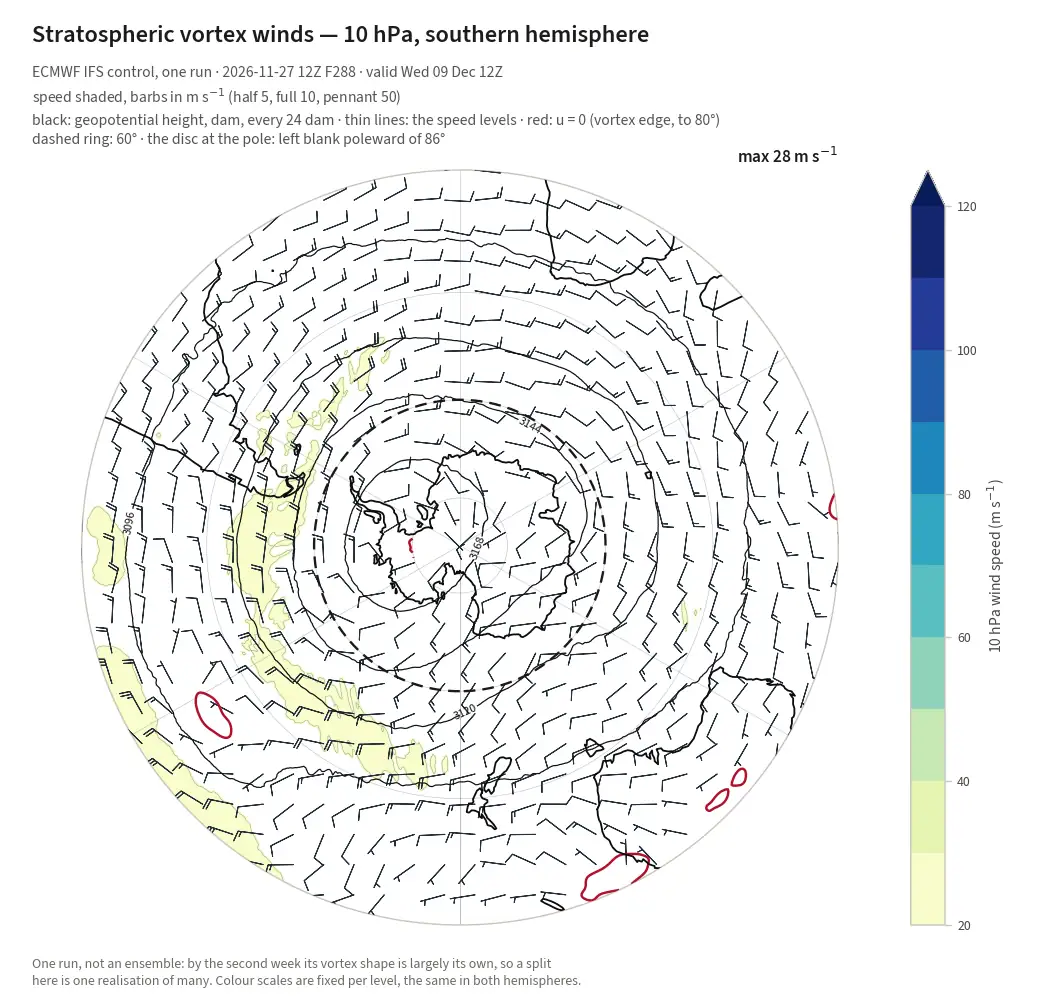 Stratospheric vortex winds — 10 hPa, southern hemisphere
ECMWF IFS control, one run · 2026-11-27 12Z F288 · valid Wed 09 Dec 12Z
speed shaded, barbs in m s⁻¹ (half 5, full 10, pennant 50)
black: geopotential height, dam, every 24 dam · thin lines: the speed levels · red: u = 0 (vortex edge, to 80°)
dashed ring: 60° · the disc at the pole: left blank poleward of 86°
max 28 m s⁻¹
120
100
80
60
40
20
10 hPa wind speed (m s⁻¹)
3144
3096
3168
3120
One run, not an ensemble: by the second week its vortex shape is largely its own, so a split
here is one realisation of many. Colour scales are fixed per level, the same in both hemispheres.